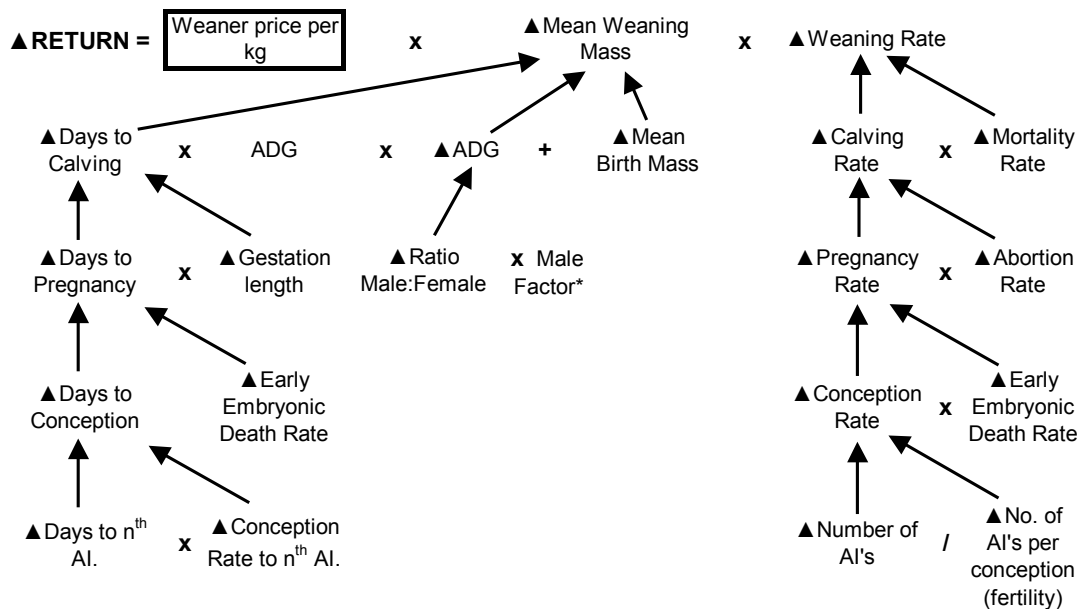 ▲RETURN = Weaner price per kg x ▲Mean Weaning Mass x ▲Weaning Rate
▲Days to Calving x ADG x ▲ADG + ▲Mean Birth Mass ▲Calving Rate x ▲Mortality Rate
▲Days to Pregnancy x ▲Gestation length ▲Ratio Male:Female x Male Factor* ▲Pregnancy Rate x ▲Abortion Rate
▲Days to Conception ▲Early Embryonic Death Rate ▲Conception Rate x ▲Early Embryonic Death Rate
▲Days to nth AI. x ▲Conception Rate to nth AI. ▲Number of AI's / ▲No. of AI's per conception (fertility)